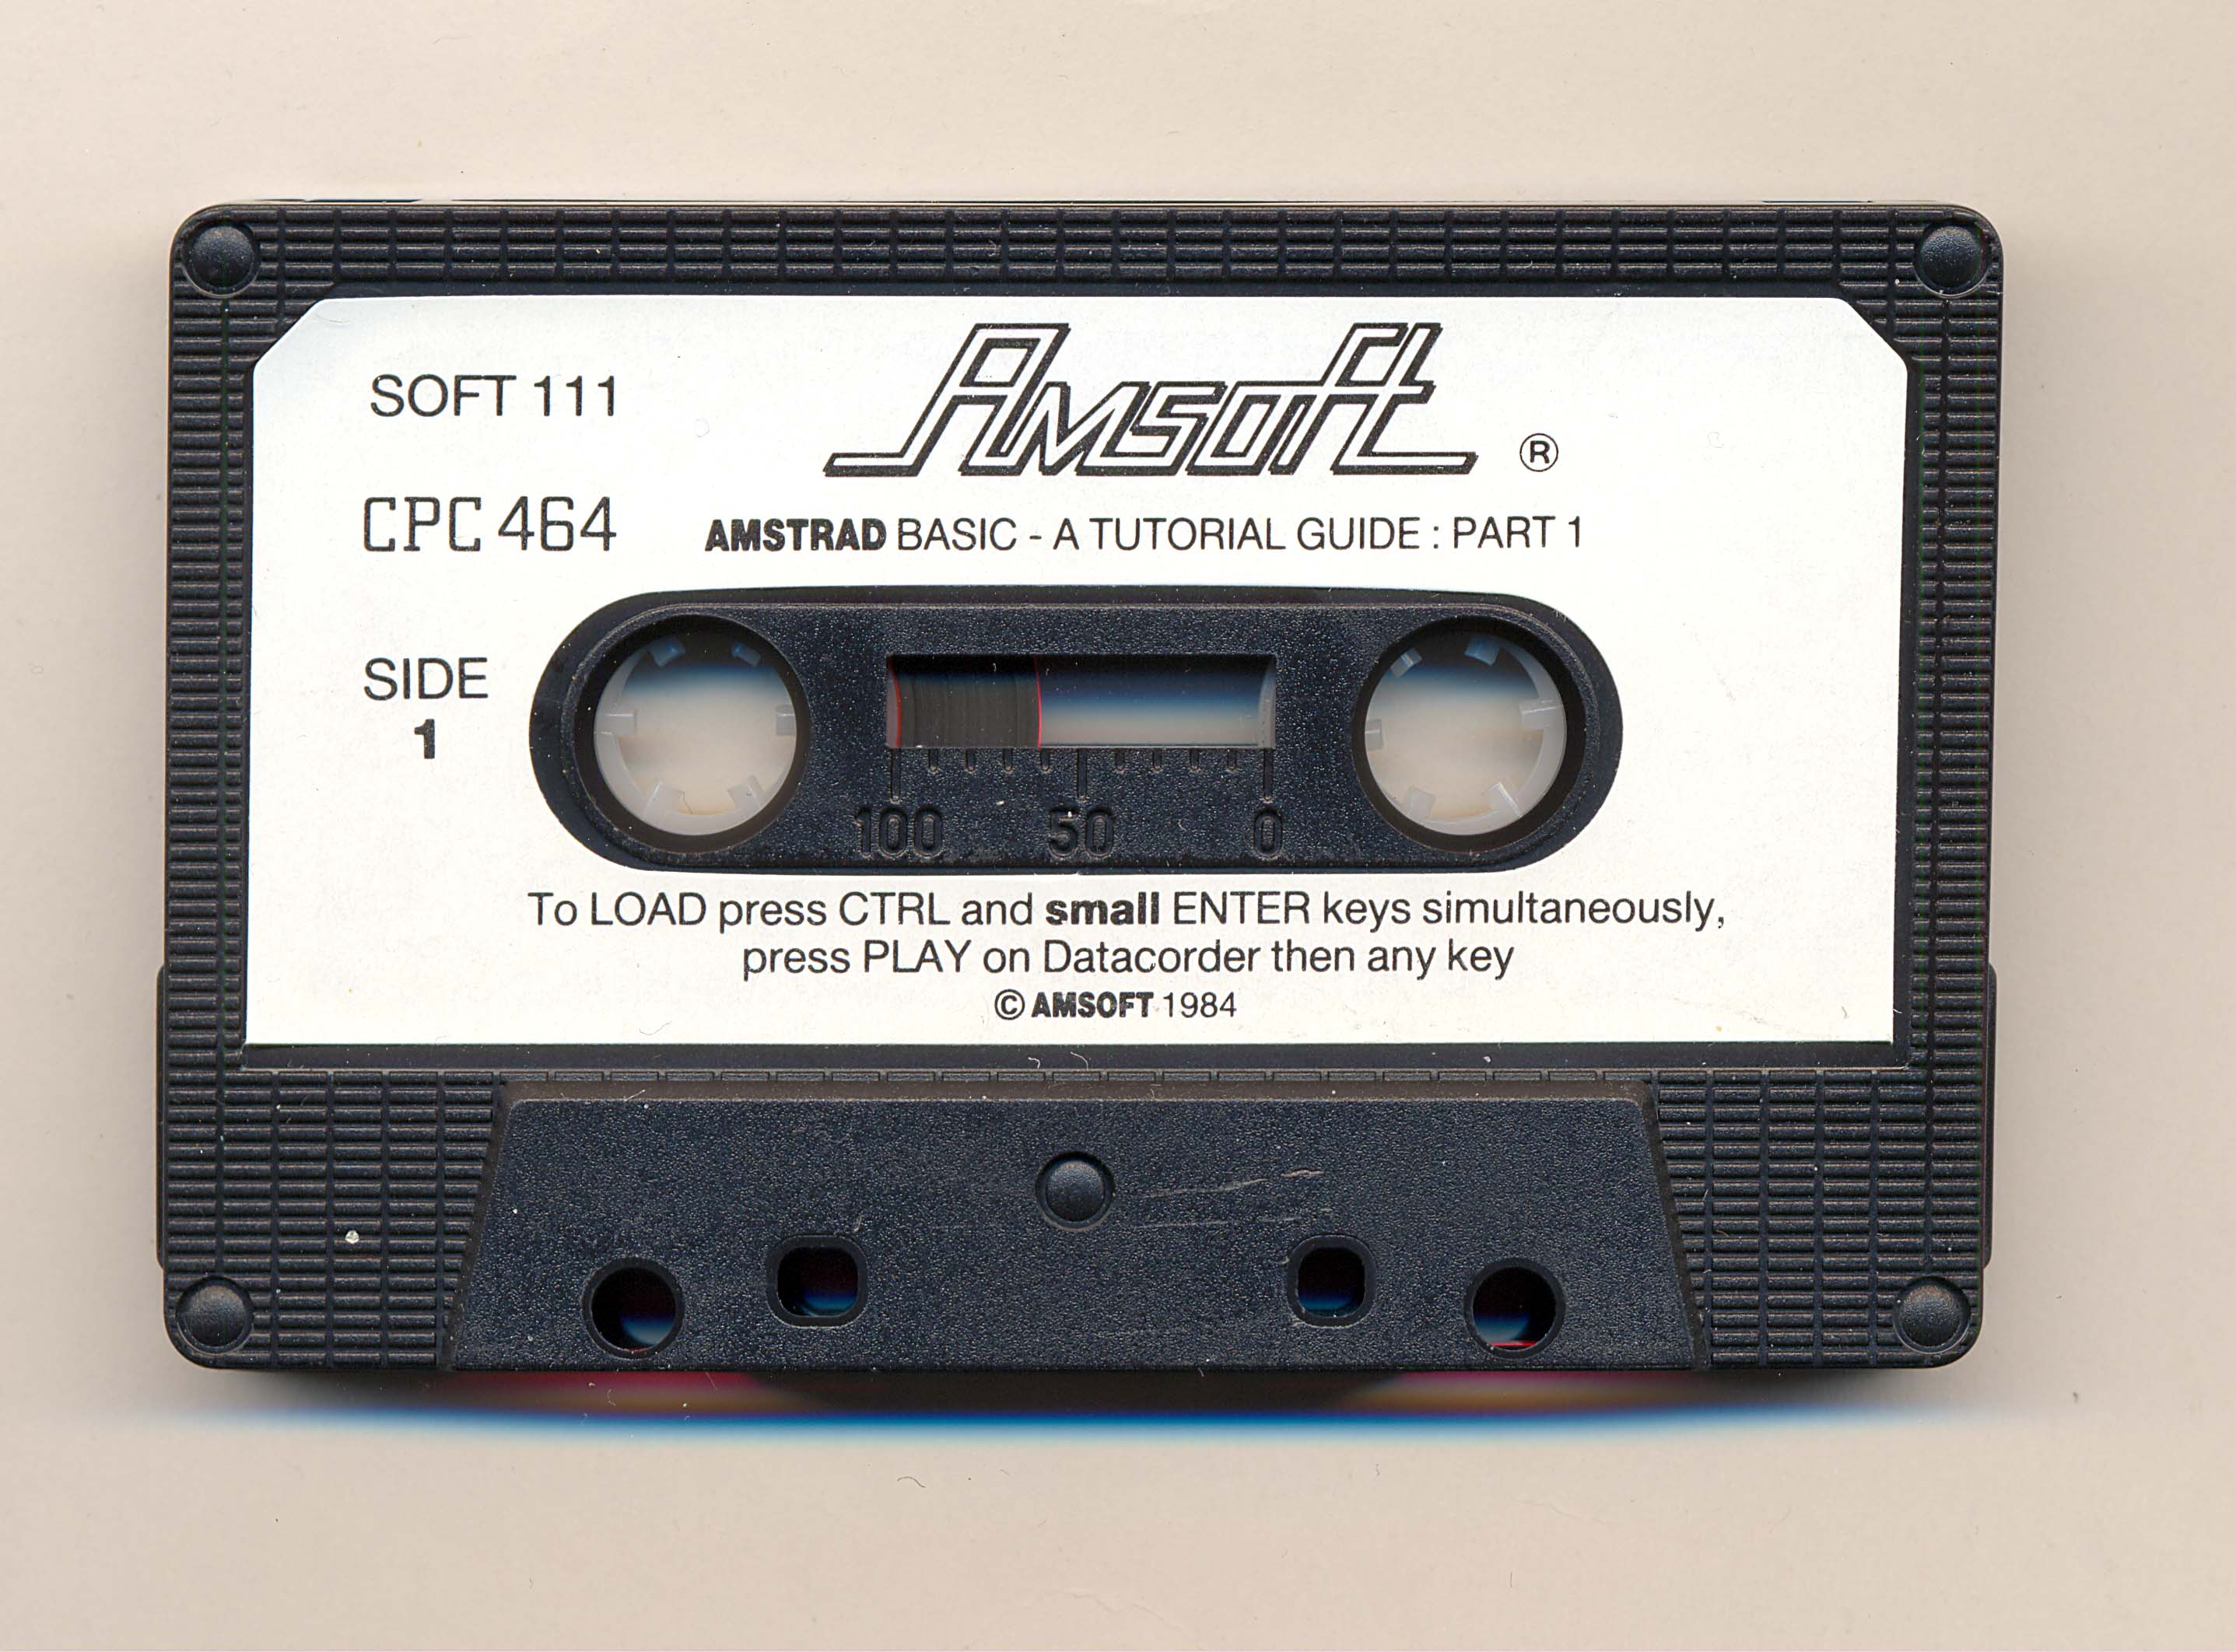 SOFT 111
Amsoft ®
CPC 464
AMSTRAD BASIC - A TUTORIAL GUIDE : PART 1
SIDE
1
100 50 0
To LOAD press CTRL and small ENTER keys simultaneously,
press PLAY on Datacorder then any key
© AMSOFT 1984